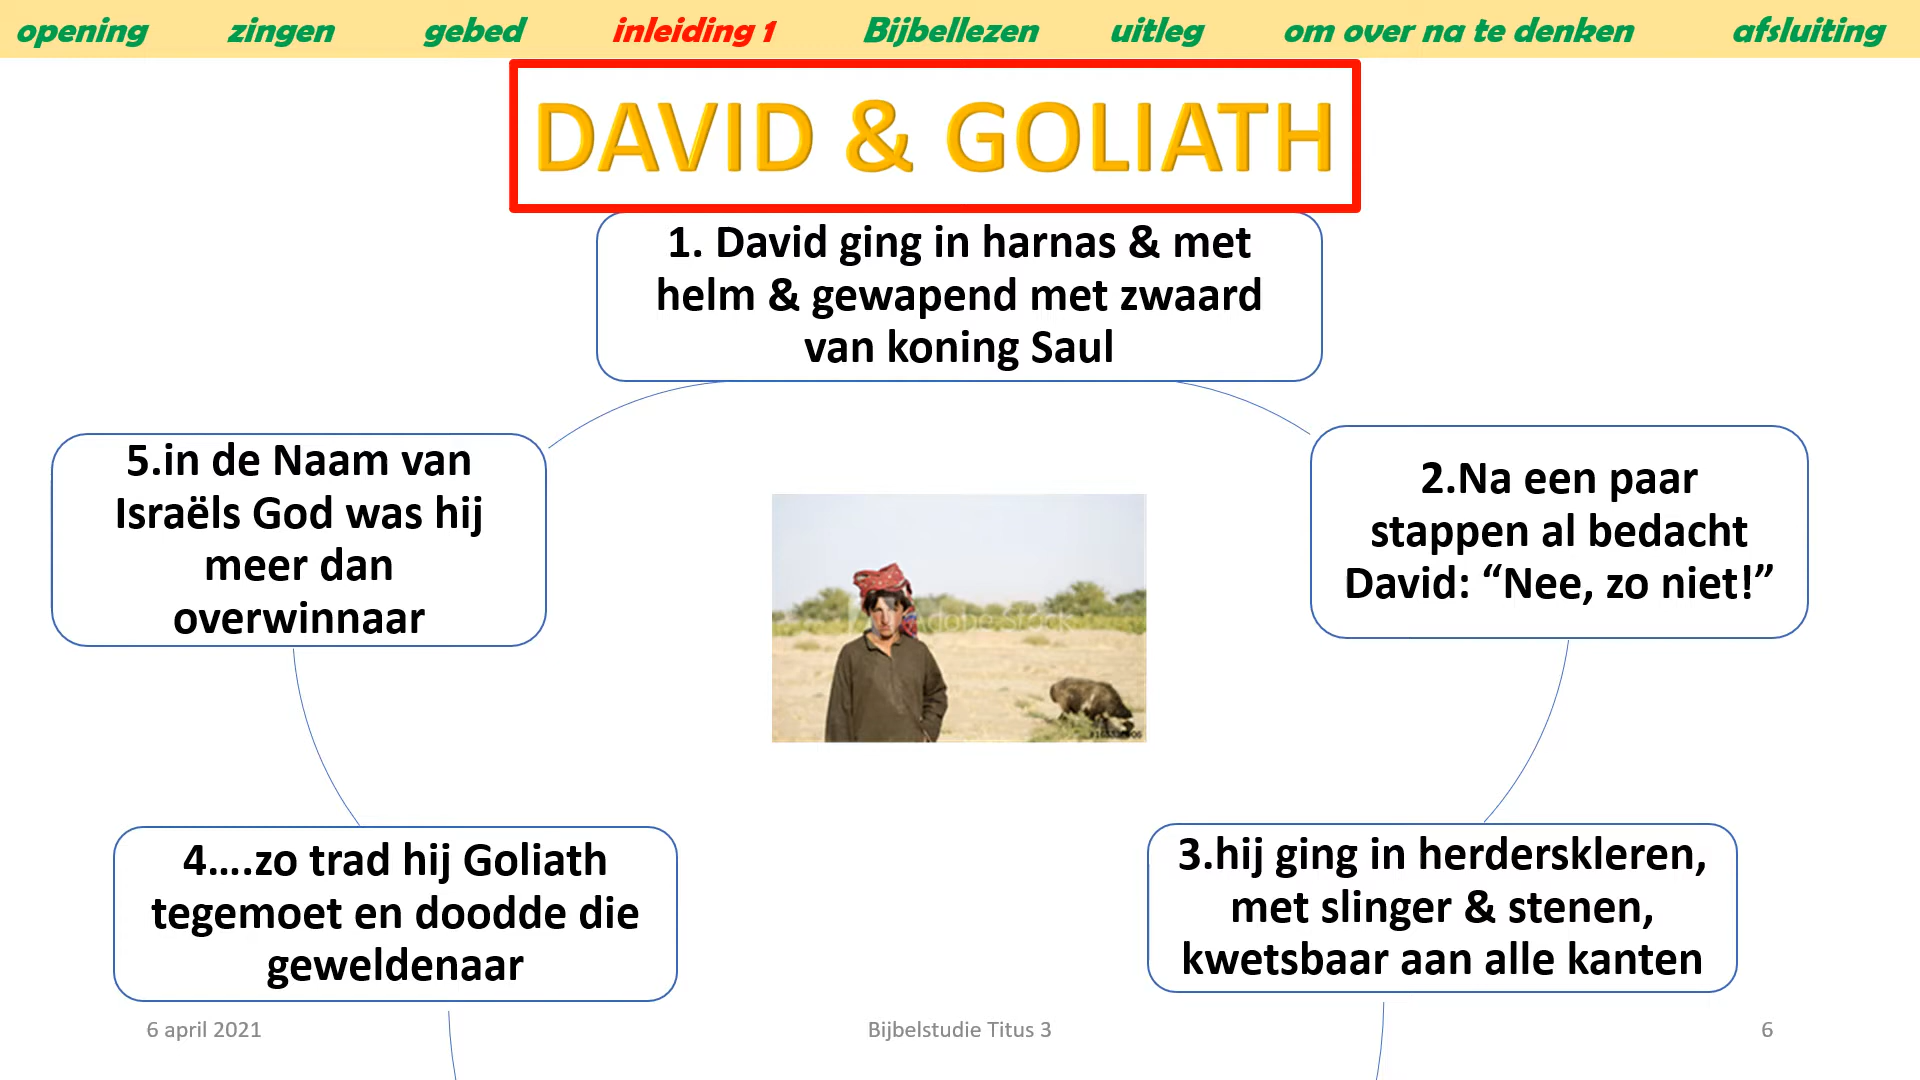 opening zingen gebed inleiding 1 Bijbellezen uitleg om over na te denken afsluiting
DAVID & GOLIATH
1. David ging in harnas & met
helm & gewapend met zwaard
van koning Saul
2.Na een paar
stappen al bedacht
David: “Nee, zo niet!”
3.hij ging in herderskleren,
met slinger & stenen,
kwetsbaar aan alle kanten
4....zo trad hij Goliath
tegemoet en doodde die
geweldenaar
5.in de Naam van
Israëls God was hij
meer dan
overwinnaar
Adobe Stock
6 april 2021
Bijbelstudie Titus 3
6